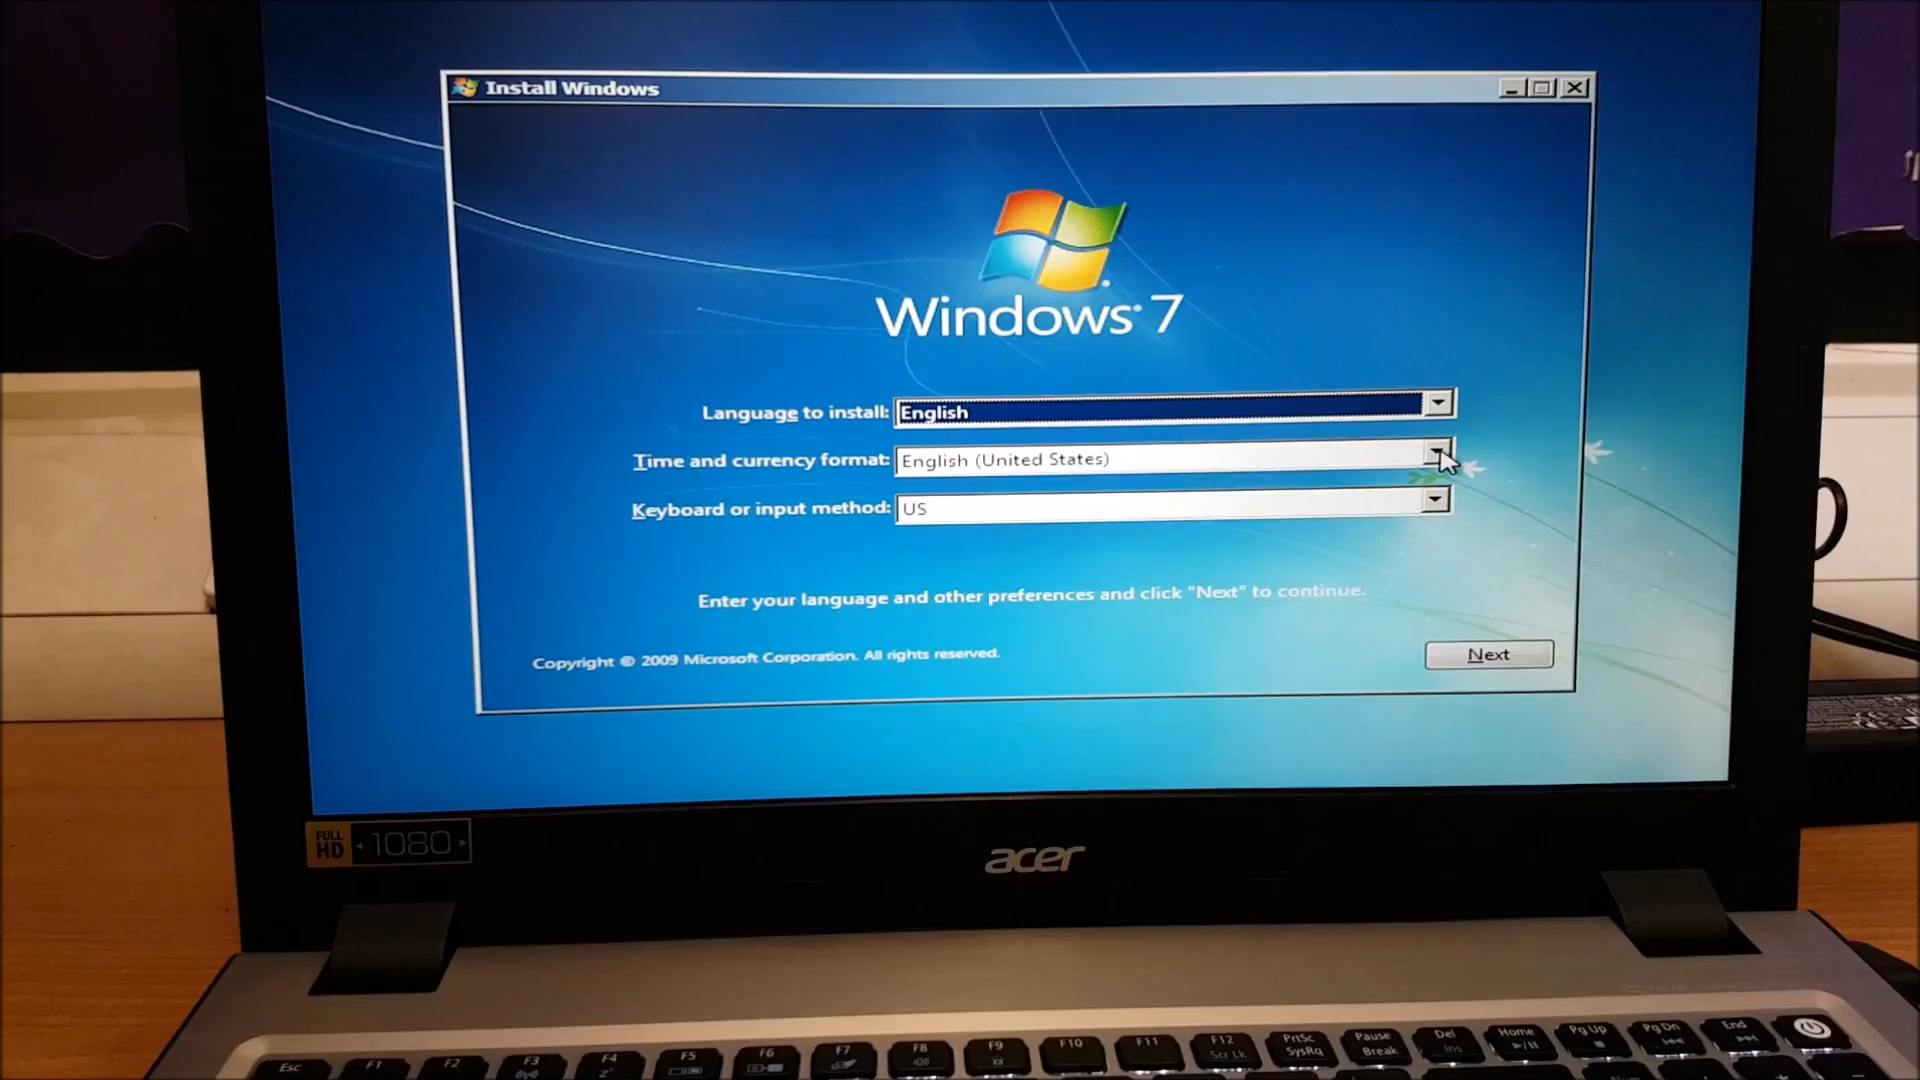 Install Windows
Windows 7
Language to install: English
Time and currency format: English (United States)
Keyboard or input method: US
Enter your language and other preferences and click "Next" to continue.
Copyright © 2009 Microsoft Corporation. All rights reserved.
Next
FULL HD 1080
acer
Esc F1 F2 F3 F4 F5 F6 F7 F8 F9 F10 F11 F12 Scr Lk PrtSc SysRq Pause Break Del Ins Home Pg Up Pg Dn End